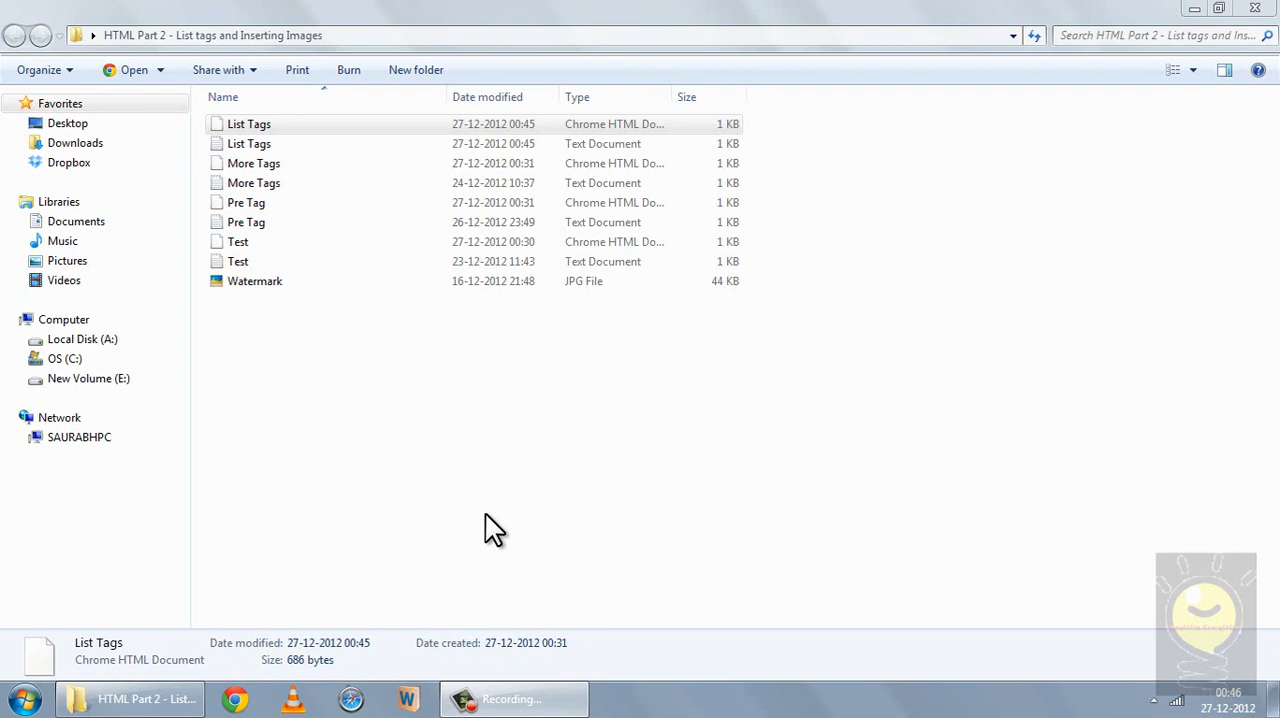 HTML Part 2 - List tags and Inserting Images
Search HTML Part 2 - List tags and Ins...
Organize Open Share with Print Burn New folder
Name Date modified Type Size
Favorites
Desktop
Downloads
Dropbox
Libraries
Documents
Music
Pictures
Videos
Computer
Local Disk (A:)
OS (C:)
New Volume (E:)
Network
SAURABHPC
List Tags 27-12-2012 00:45 Chrome HTML Do... 1 KB
List Tags 27-12-2012 00:45 Text Document 1 KB
More Tags 27-12-2012 00:31 Chrome HTML Do... 1 KB
More Tags 24-12-2012 10:37 Text Document 1 KB
Pre Tag 27-12-2012 00:31 Chrome HTML Do... 1 KB
Pre Tag 26-12-2012 23:49 Text Document 1 KB
Test 27-12-2012 00:30 Chrome HTML Do... 1 KB
Test 23-12-2012 11:43 Text Document 1 KB
Watermark 16-12-2012 21:48 JPG File 44 KB
List Tags Date modified: 27-12-2012 00:45 Date created: 27-12-2012 00:31
Chrome HTML Document Size: 686 bytes
HTML Part 2 - List... Recording...
00:46
27-12-2012